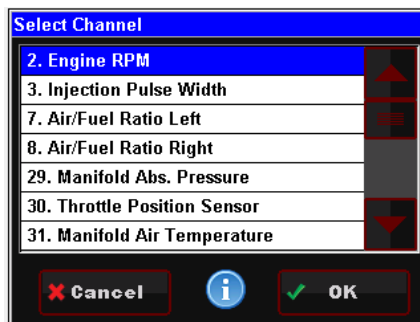 Select Channel
2. Engine RPM
3. Injection Pulse Width
7. Air/Fuel Ratio Left
8. Air/Fuel Ratio Right
29. Manifold Abs. Pressure
30. Throttle Position Sensor
31. Manifold Air Temperature
Cancel
i
OK